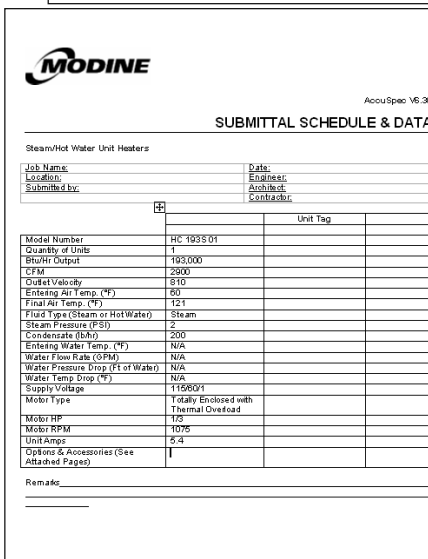 MODINE
AccuSpec V6.30
SUBMITTAL SCHEDULE & DATA
Steam/Hot Water Unit Heaters
Job Name: Date:
Location: Engineer:
Submitted by: Architect:
Contractor:
Unit Tag
Model Number HC 193S 01
Quantity of Units 1
Btu/Hr Output 193,000
CFM 2900
Outlet Velocity 810
Entering Air Temp. (°F) 60
Final Air Temp. (°F) 121
Fluid Type (Steam or Hot Water) Steam
Steam Pressure (PSI) 2
Condensate (lb/hr) 200
Entering Water Temp. (°F) N/A
Water Flow Rate (GPM) N/A
Water Pressure Drop (Ft of Water) N/A
Water Temp Drop (°F) N/A
Supply Voltage 115/60/1
Motor Type Totally Enclosed with
Thermal Overload
Motor HP 1/3
Motor RPM 1075
Unit Amps 5.4
Options & Accessories (See
Attached Pages)
Remarks